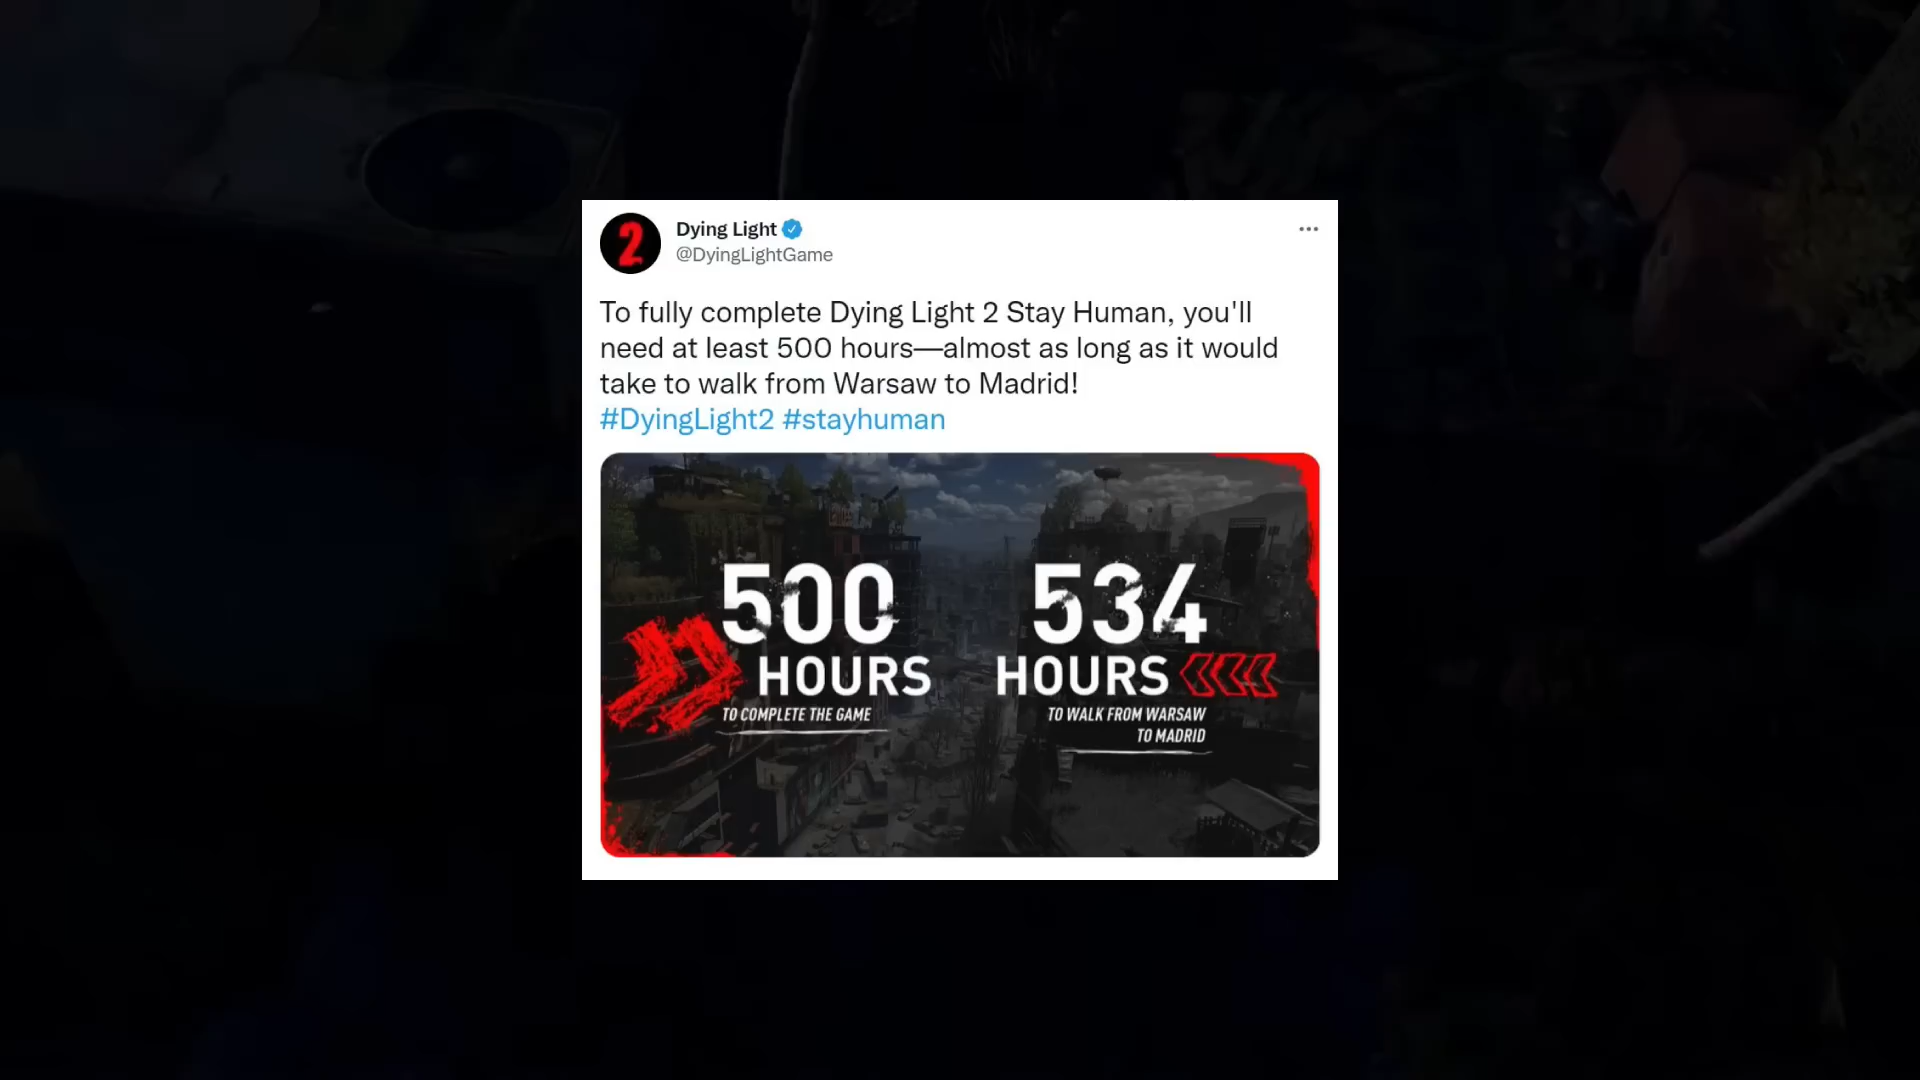 2
Dying Light
@DyingLightGame
To fully complete Dying Light 2 Stay Human, you'll
need at least 500 hours—almost as long as it would
take to walk from Warsaw to Madrid!
#DyingLight2 #stayhuman
500
HOURS
TO COMPLETE THE GAME
534
HOURS
TO WALK FROM WARSAW
TO MADRID